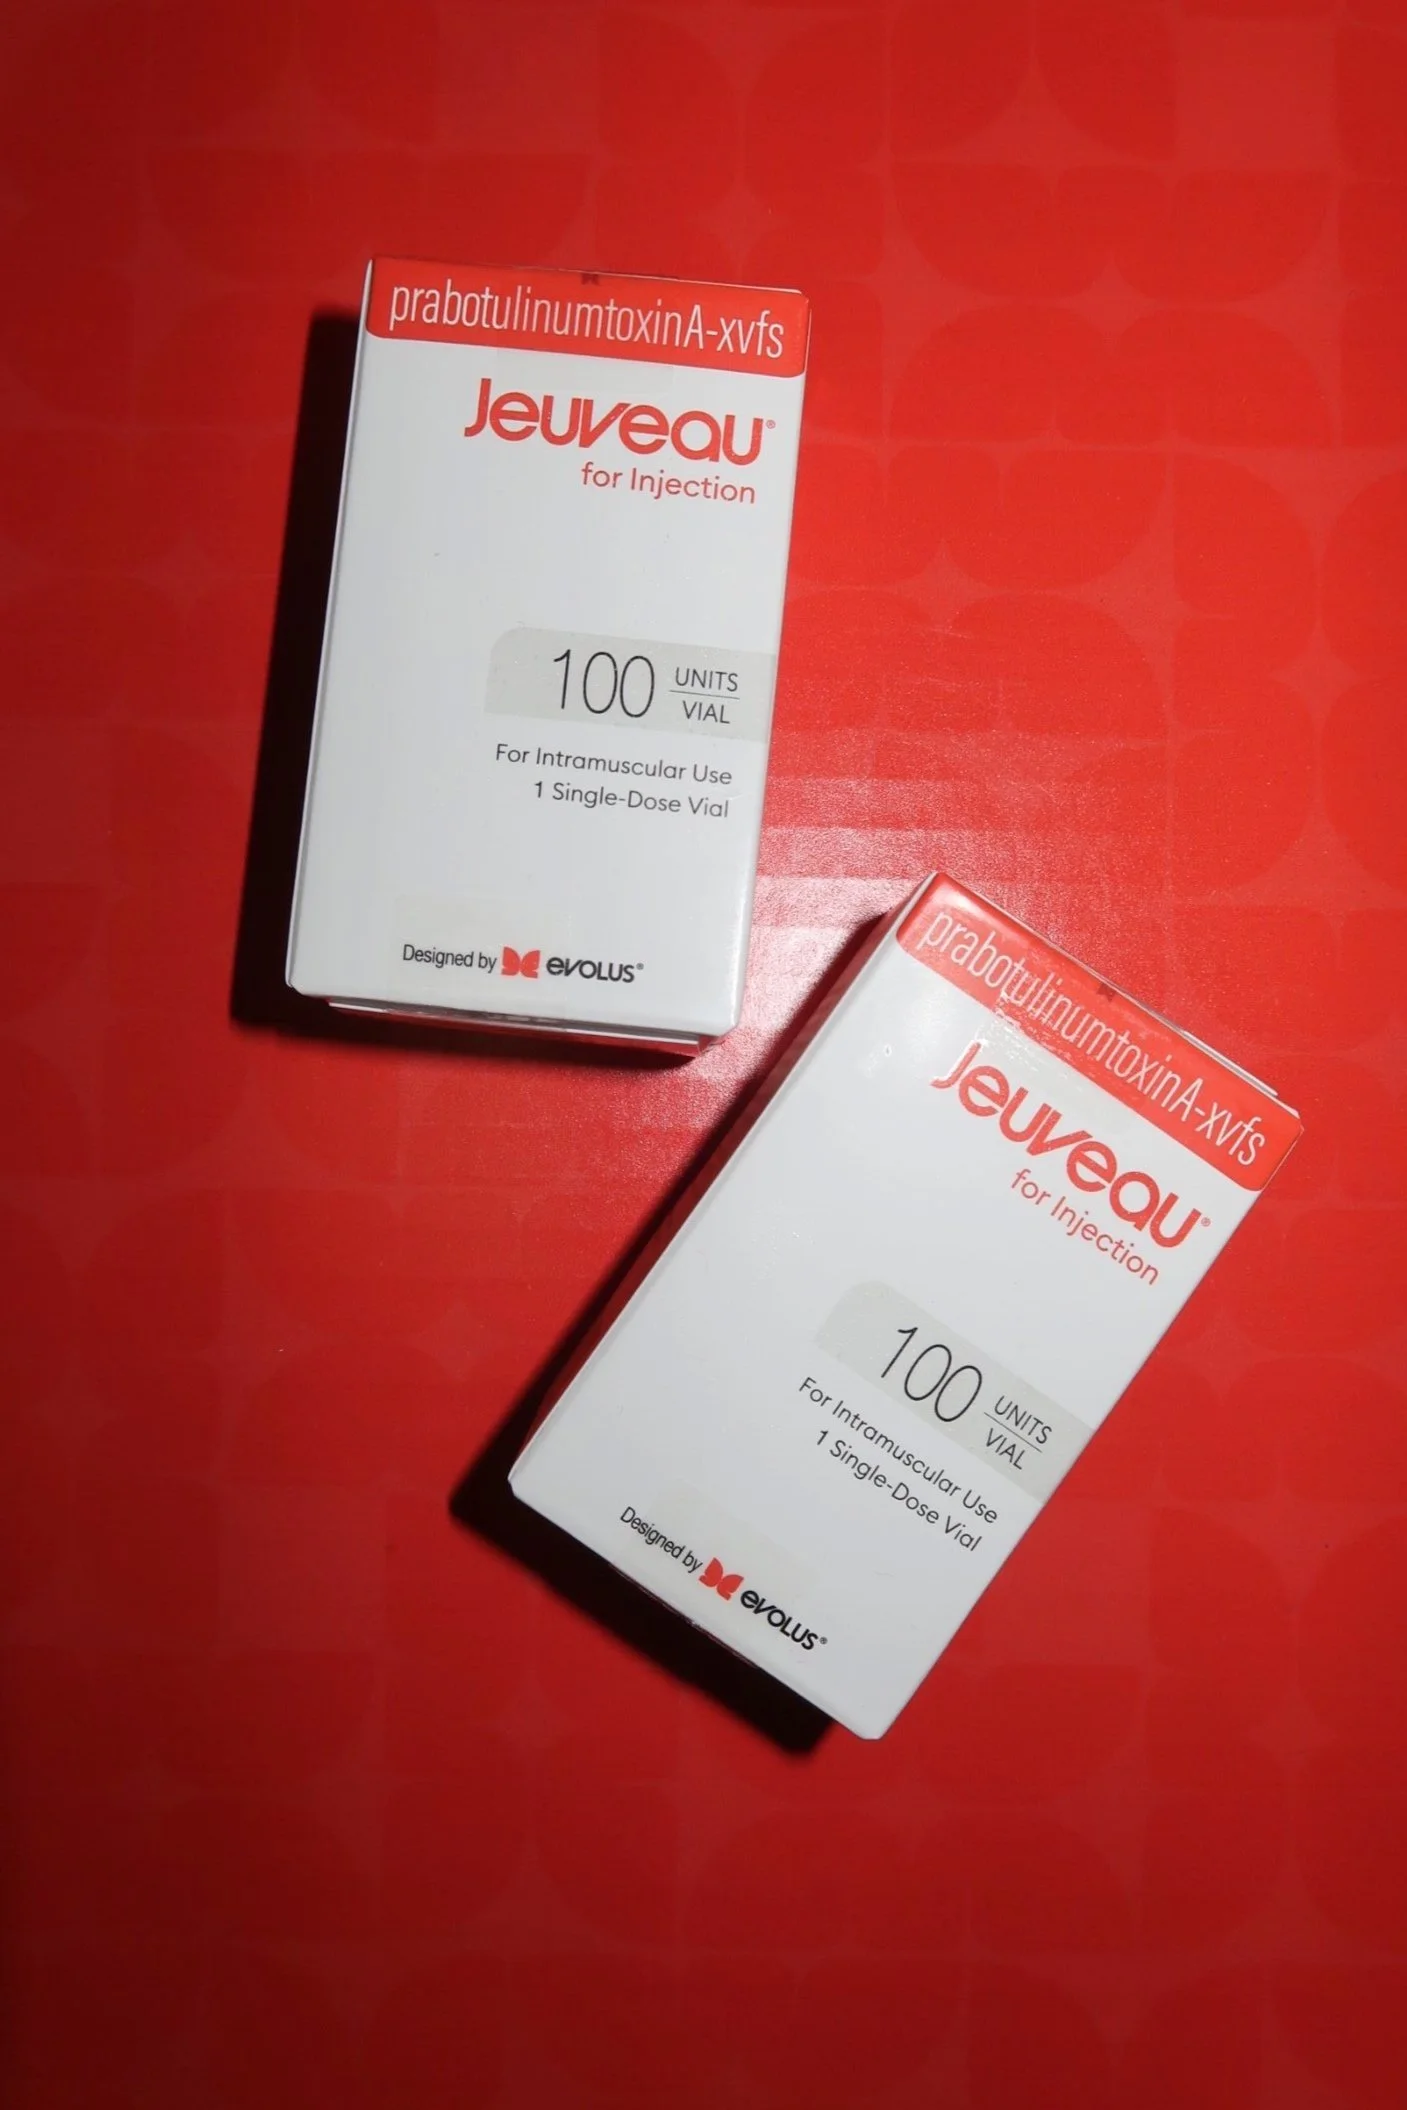 prabotulinumtoxinA-xvfs
Jeuveau®
for Injection
100 UNITS
VIAL
For Intramuscular Use
1 Single-Dose Vial
Designed by evolus®
prabotulinumtoxinA-xvfs
Jeuveau®
for Injection
100 UNITS
VIAL
For Intramuscular Use
1 Single-Dose Vial
Designed by evolus®